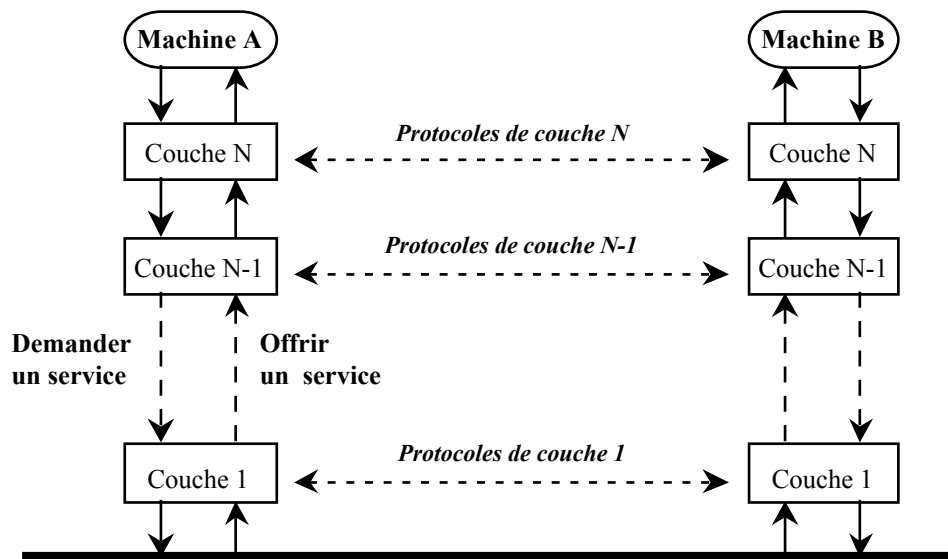 Machine A
Machine B
Protocoles de couche N
Couche N
Couche N
Protocoles de couche N-1
Couche N-1
Couche N-1
Demander
un service
Offrir
un service
Protocoles de couche 1
Couche 1
Couche 1